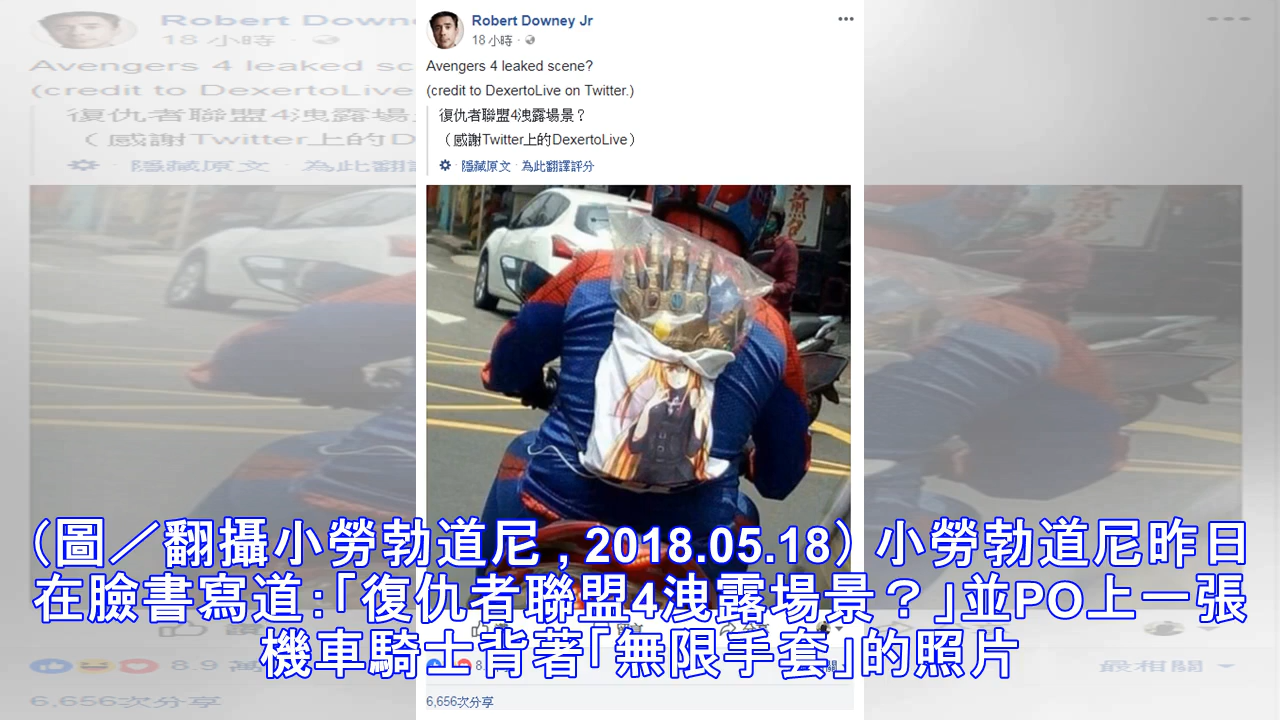 Robert Downey Jr
18 小時
Avengers 4 leaked scene?
(credit to DexertoLive on Twitter.)
復仇者聯盟4洩露場景？
（感謝Twitter上的DexertoLive）
隱藏原文 · 為此翻譯評分
(圖／翻攝小勞勃道尼 , 2018.05.18）小勞勃道尼昨日
在臉書寫道:「復仇者聯盟4洩露場景？」並PO上一張
機車騎士背著「無限手套」的照片
8.9 萬
最相關
6,656次分享